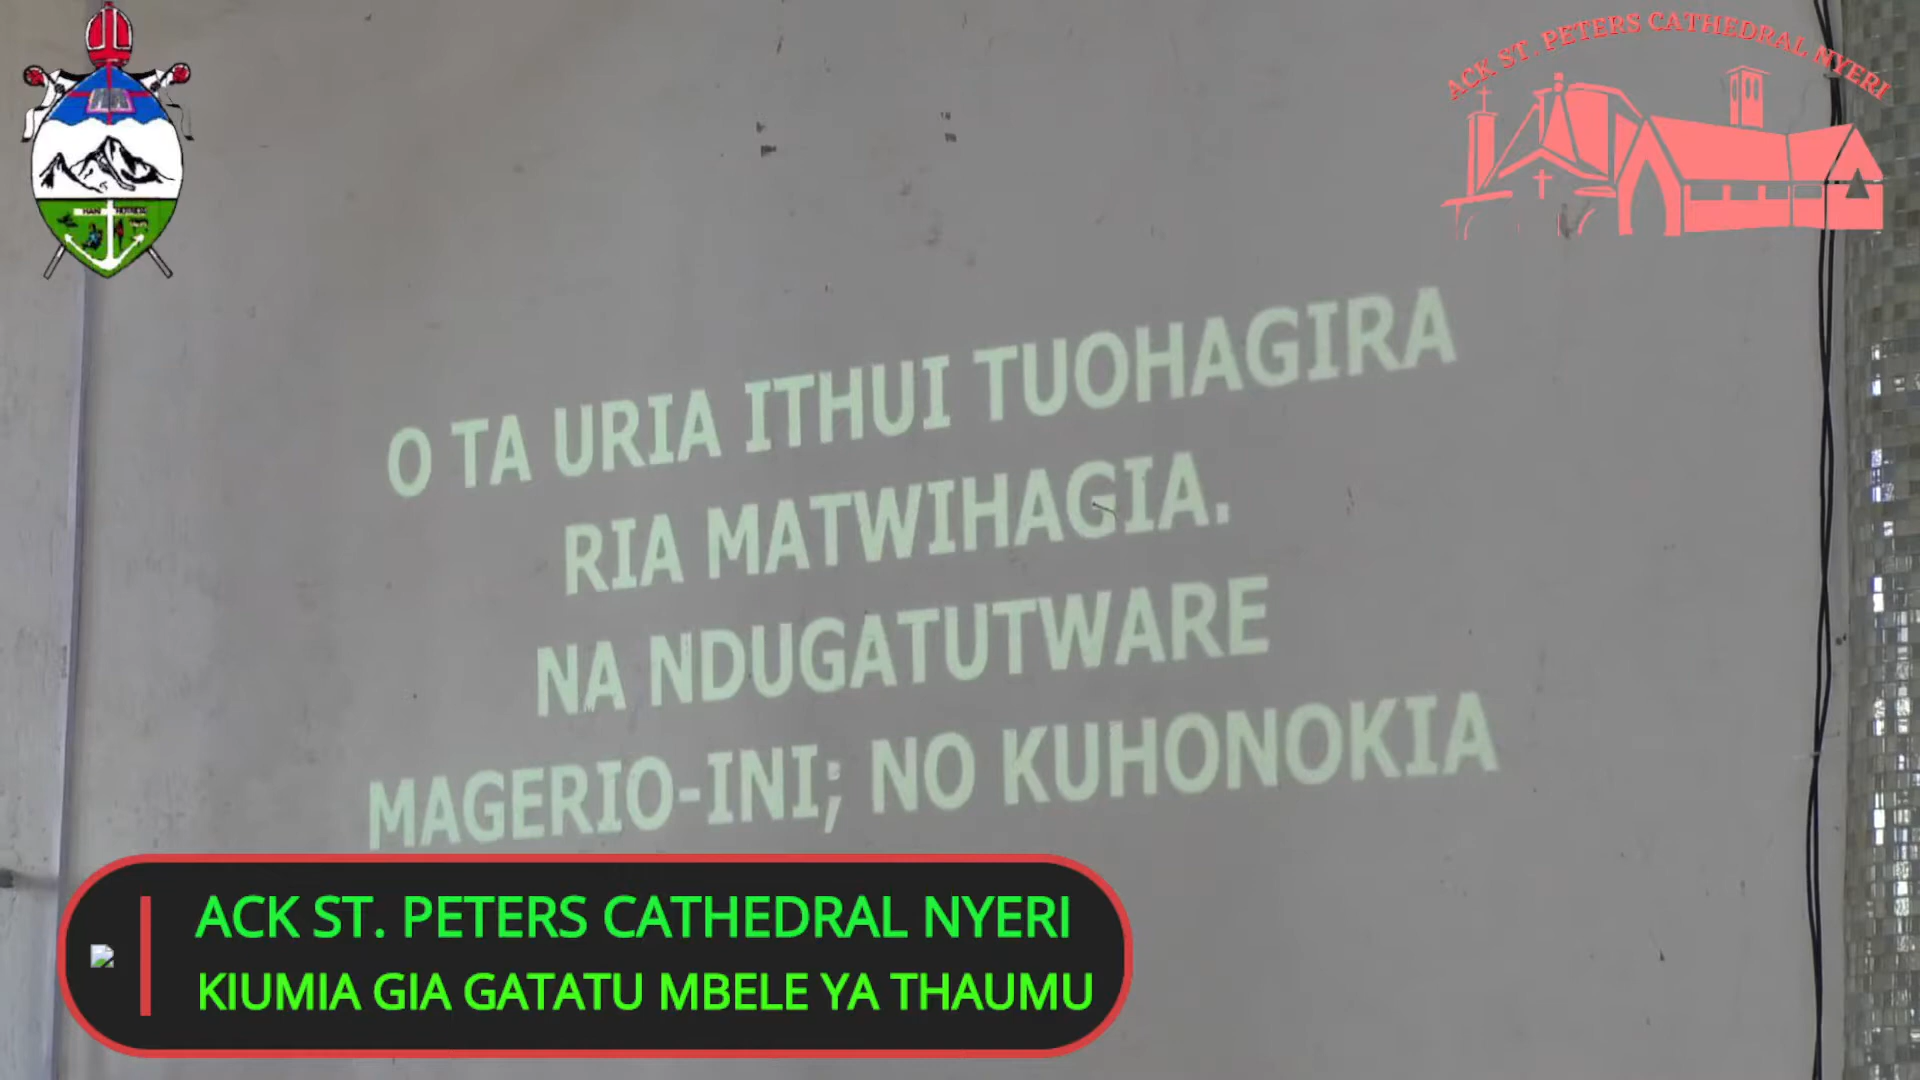 ACK ST. PETERS CATHEDRAL NYERI
O TA URIA ITHUI TUOHAGIRA
RIA MATWIHAGIA.
NA NDUGATUTWARE
MAGERIO-INI; NO KUHONOKIA
ACK ST. PETERS CATHEDRAL NYERI
KIUMIA GIA GATATU MBELE YA THAUMU